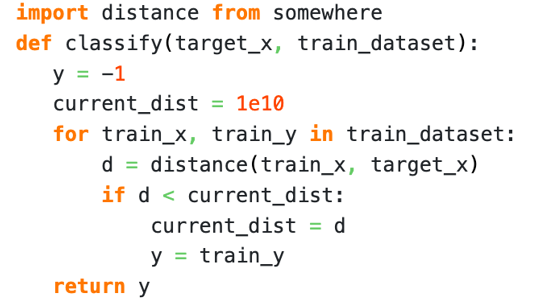 import distance from somewhere
def classify(target_x, train_dataset):
    y = -1
    current_dist = 1e10
    for train_x, train_y in train_dataset:
        d = distance(train_x, target_x)
        if d < current_dist:
            current_dist = d
            y = train_y
    return y